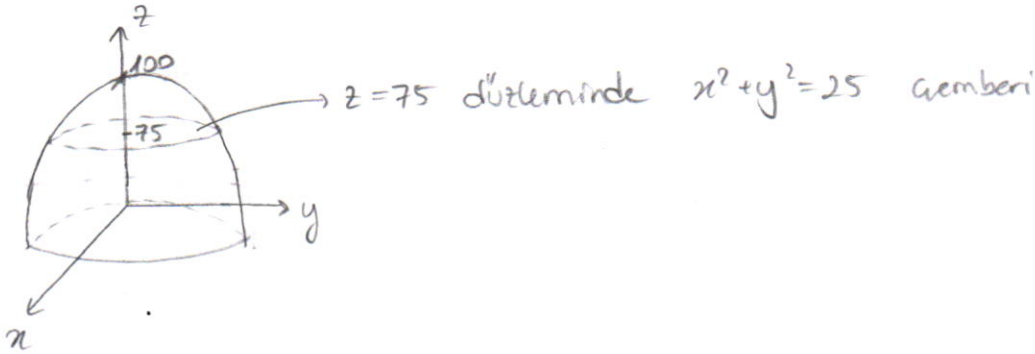 z
100
→ z = 75 düzleminde x² + y² = 25 çemberi
75
y
x